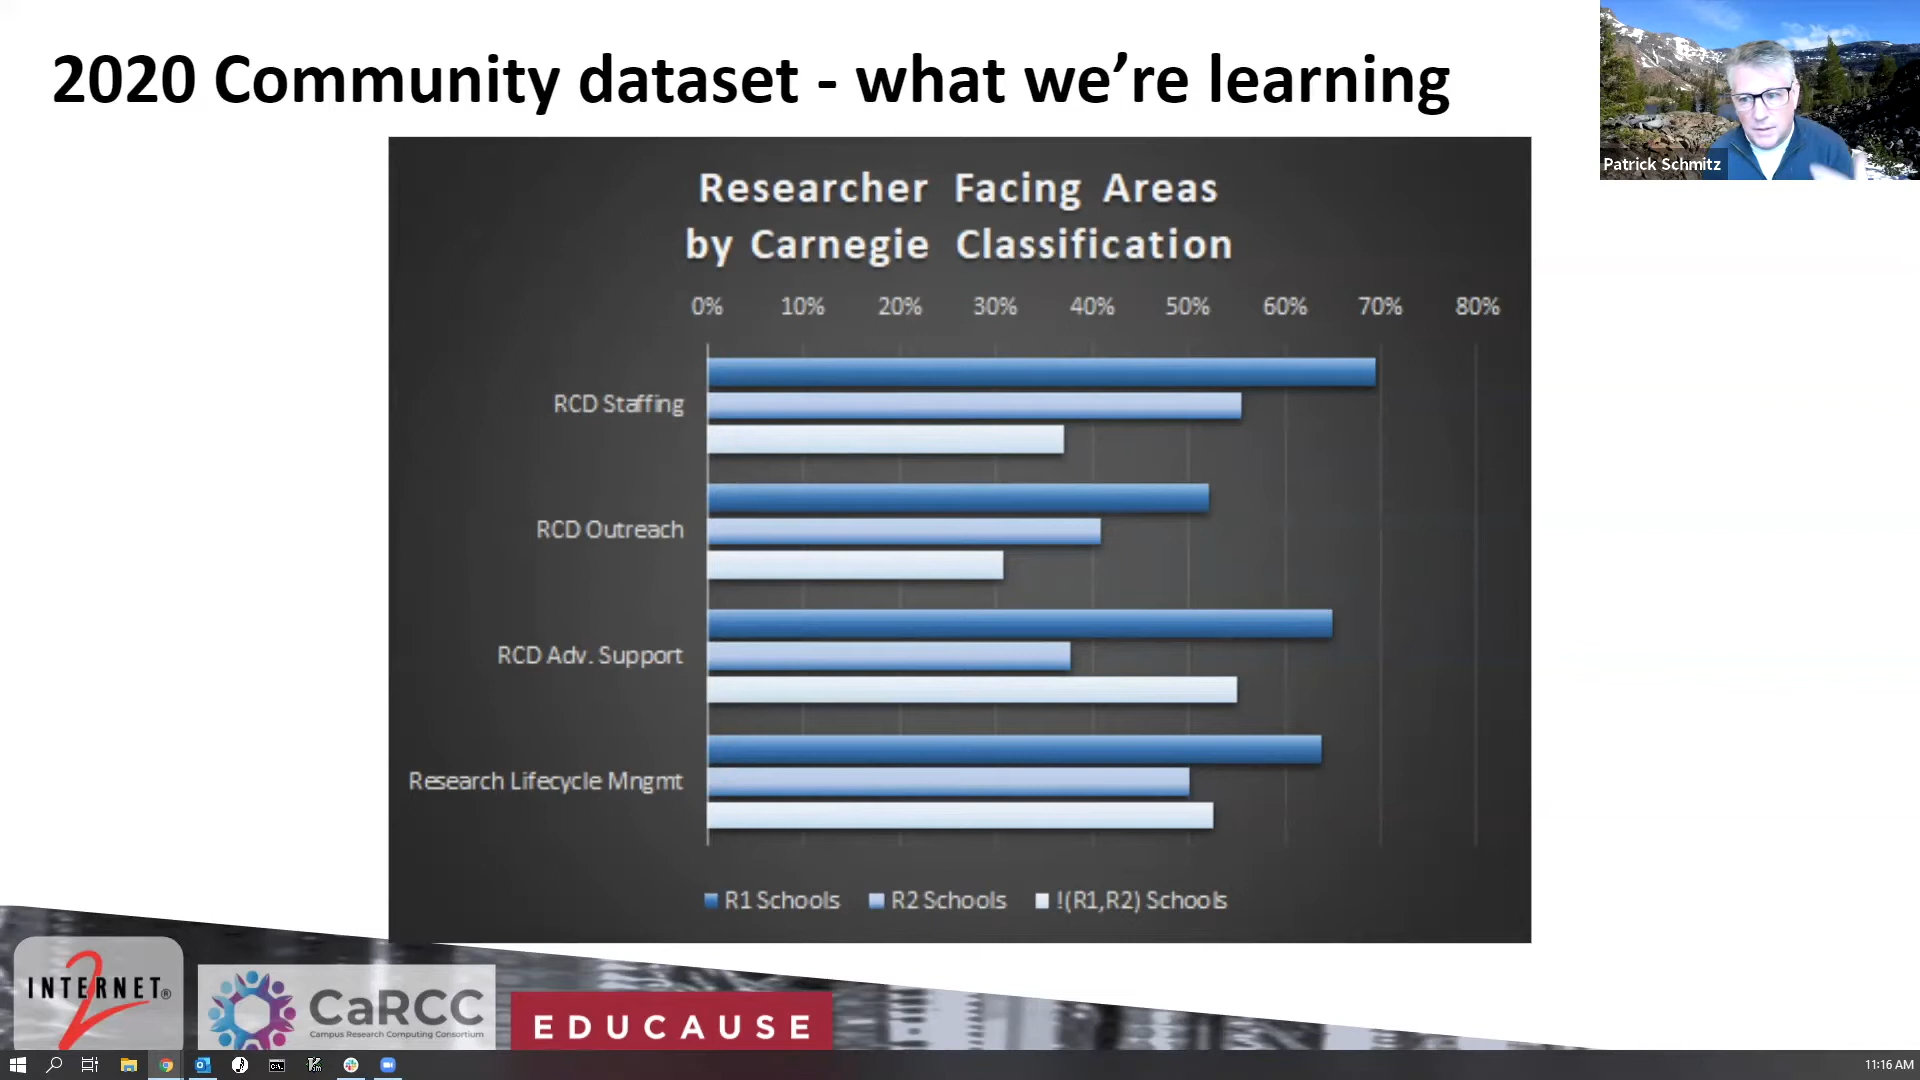 2020 Community dataset - what we're learning
Patrick Schmitz
Researcher Facing Areas
by Carnegie Classification
0% 10% 20% 30% 40% 50% 60% 70% 80%
RCD Staffing
RCD Outreach
RCD Adv. Support
Research Lifecycle Mngmt
R1 Schools R2 Schools !(R1,R2) Schools
INTERNET®
2
CaRCC
Campus Research Computing Consortium
EDUCAUSE
11:16 AM